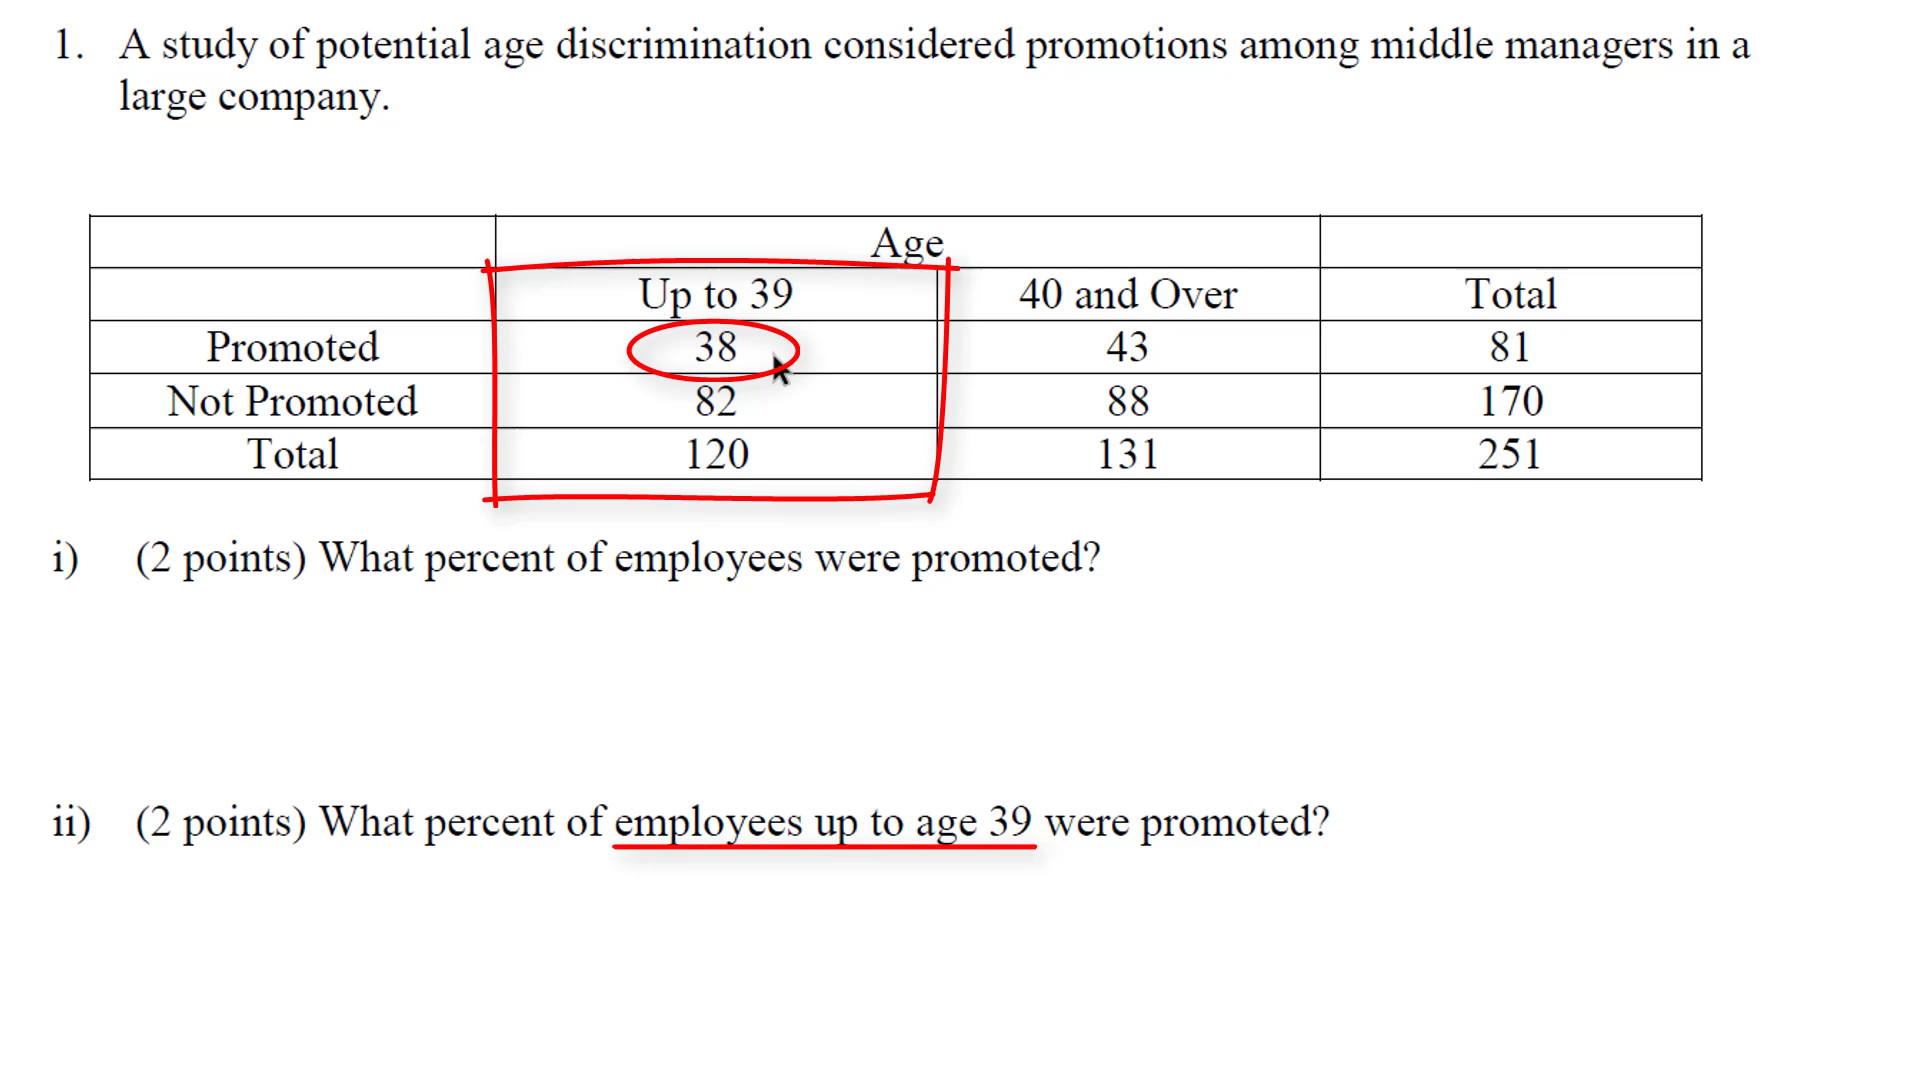 1. A study of potential age discrimination considered promotions among middle managers in a
large company.
Age
Up to 39 40 and Over Total
Promoted 38 43 81
Not Promoted 82 88 170
Total 120 131 251
i) (2 points) What percent of employees were promoted?
ii) (2 points) What percent of employees up to age 39 were promoted?